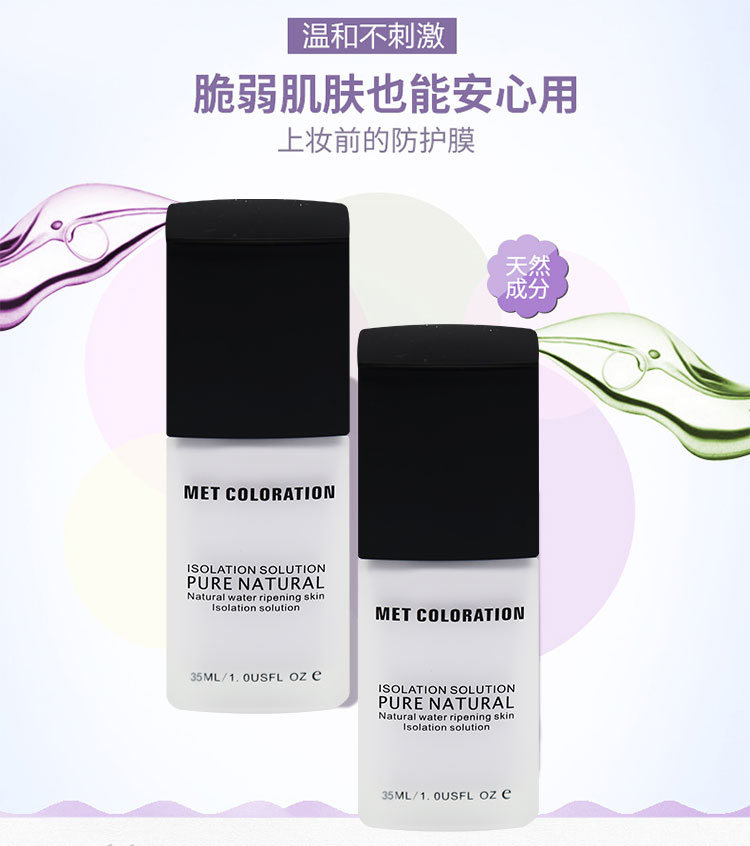 温和不刺激
脆弱肌肤也能安心用
上妆前的防护膜
天然
成分
MET COLORATION
ISOLATION SOLUTION
PURE NATURAL
Natural water ripening skin
Isolation solution
35ML/1. 0USFL OZ e
MET COLORATION
ISOLATION SOLUTION
PURE NATURAL
Natural water ripening skin
Isolation solution
35ML/1. 0USFL OZ e